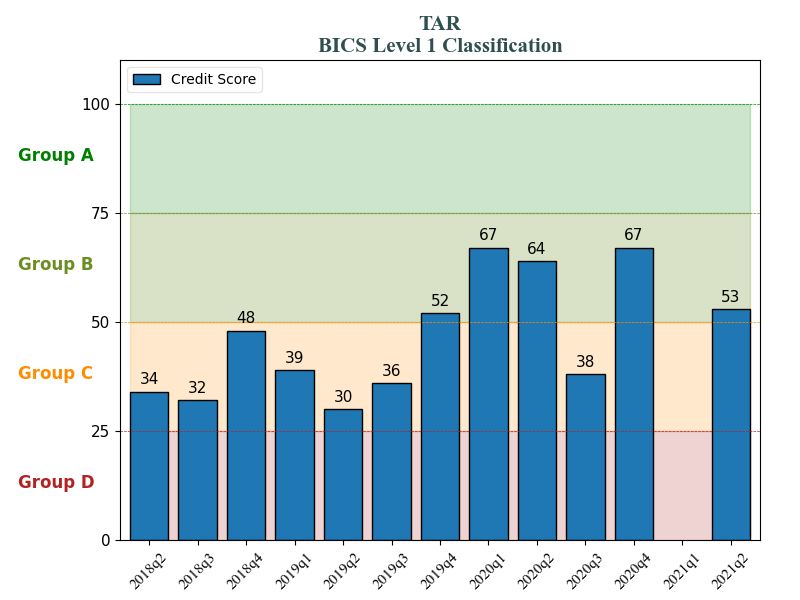 TAR
BICS Level 1 Classification
Credit Score
100
Group A
75
67
67
64
Group B
53
52
50
48
39
38
36
Group C
34
32
30
25
Group D
0
2018q2 2018q3 2018q4 2019q1 2019q2 2019q3 2019q4 2020q1 2020q2 2020q3 2020q4 2021q1 2021q2